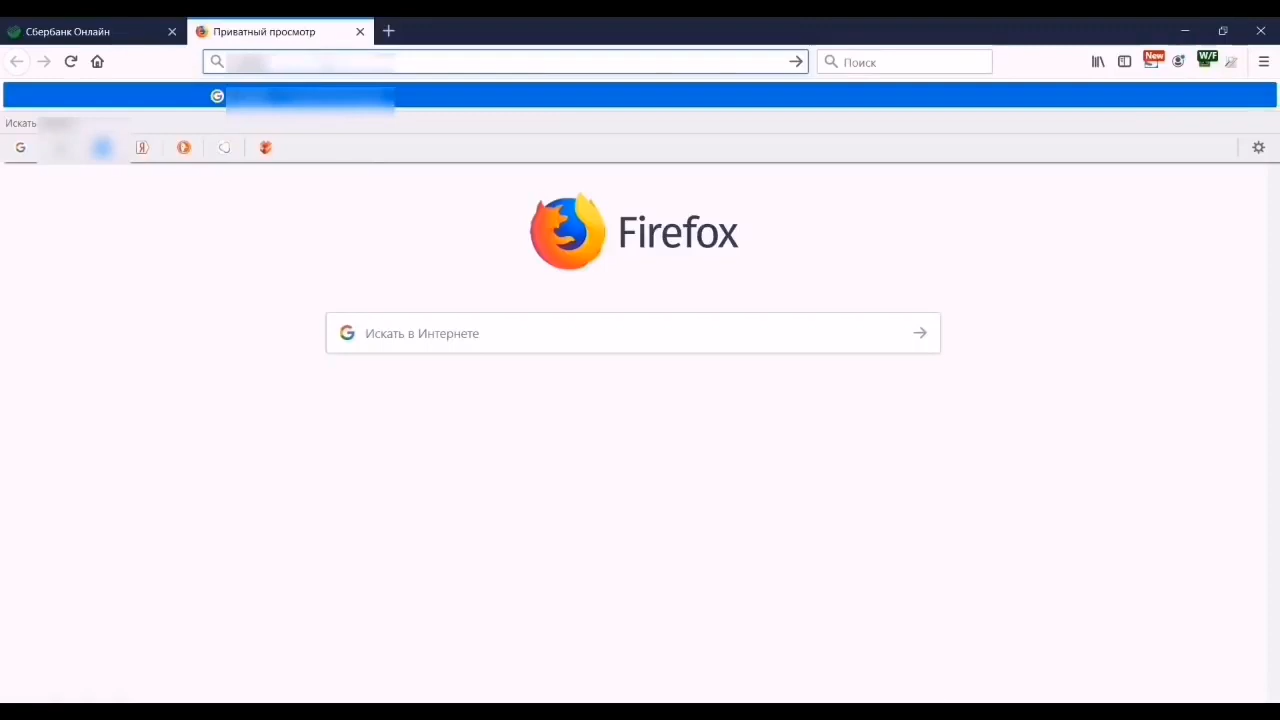 Сбербанк Онлайн
Приватный просмотр
Поиск
New
W/F
Искать
Firefox
Искать в Интернете